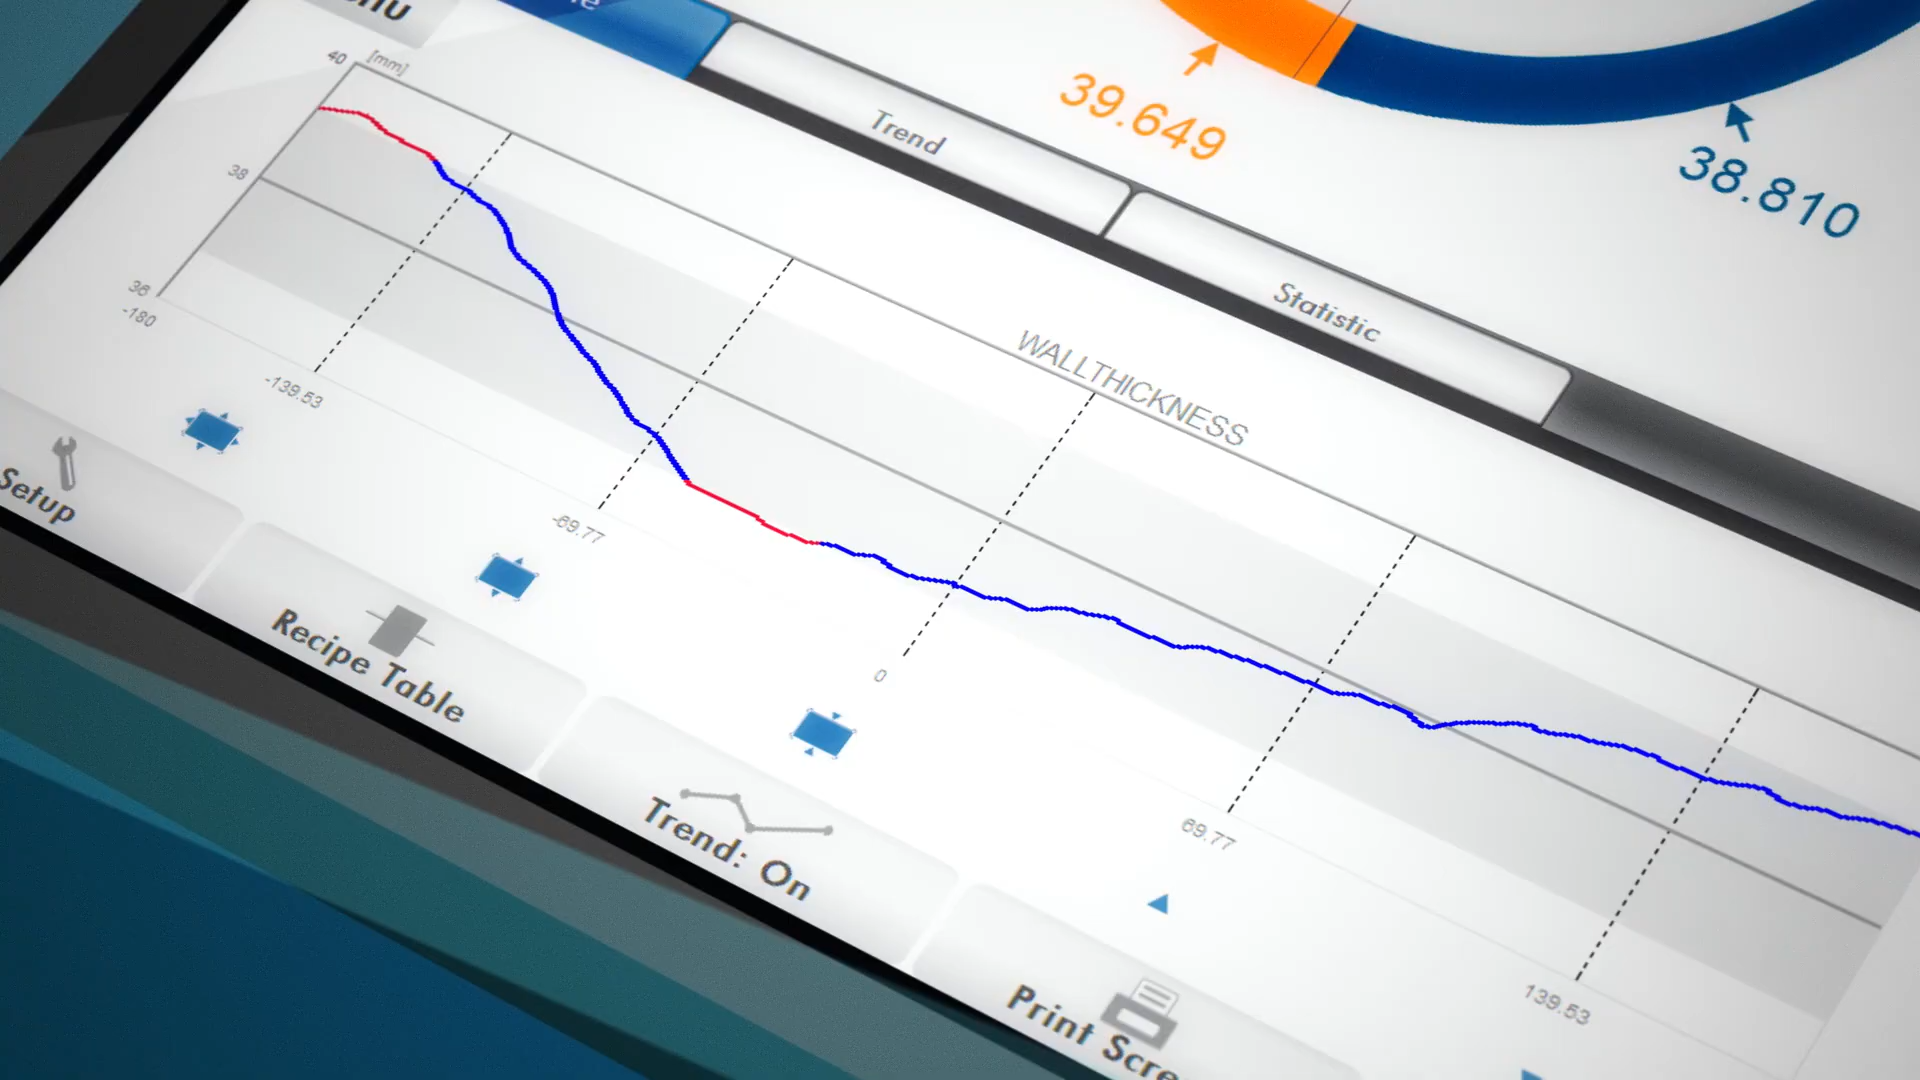 39.649
38.810
Trend
Statistic
40
[mm]
38
36
WALLTHICKNESS
-180
-139.53
-69.77
0
69.77
139.53
Setup
Recipe Table
Trend: On
Print Scre